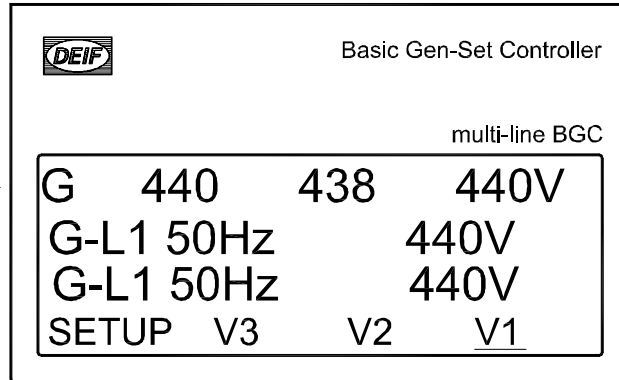 DEIF
Basic Gen-Set Controller
multi-line BGC
G 440 438 440V
G-L1 50Hz 440V
G-L1 50Hz 440V
SETUP V3 V2 V1